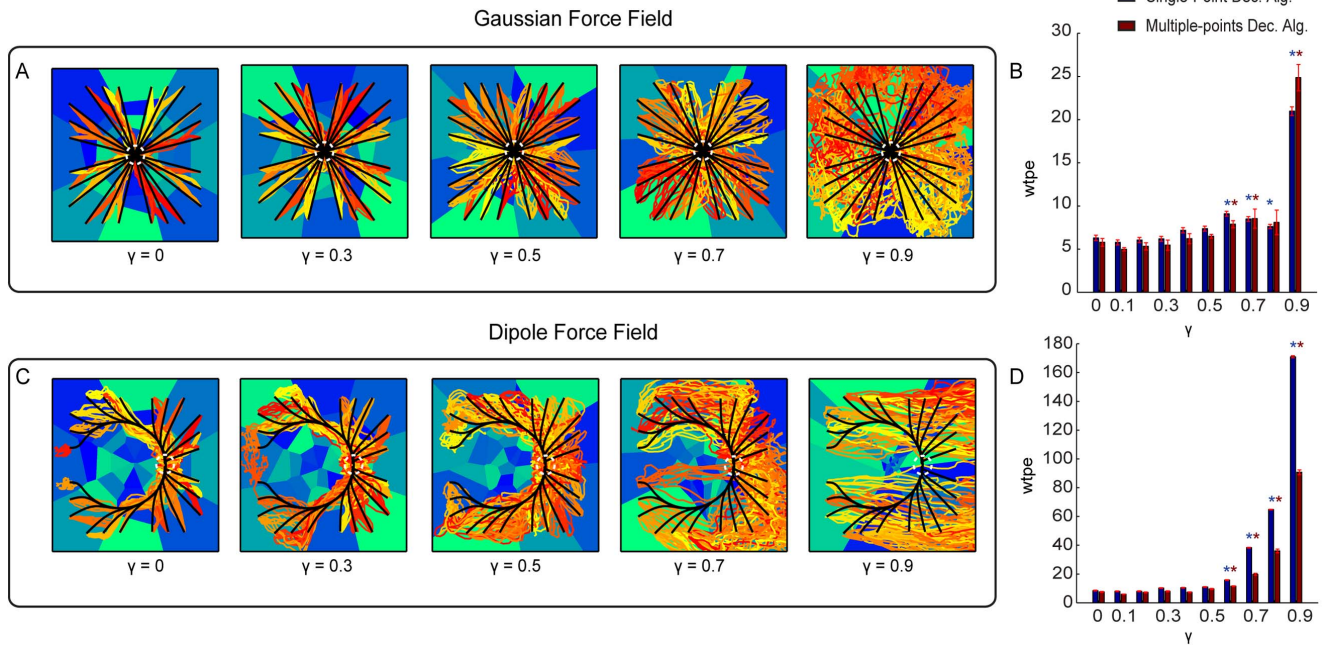 Multiple-points Dec. Alg.
Gaussian Force Field
A
γ = 0
γ = 0.3
γ = 0.5
γ = 0.7
γ = 0.9
B
wtpe
30
25
20
15
10
5
0
** ** * **
0 0.1 0.3 0.5 0.7 0.9
γ
Dipole Force Field
C
γ = 0
γ = 0.3
γ = 0.5
γ = 0.7
γ = 0.9
D
wtpe
180
160
140
120
100
80
60
40
20
0
** ** ** **
0 0.1 0.3 0.5 0.7 0.9
γ